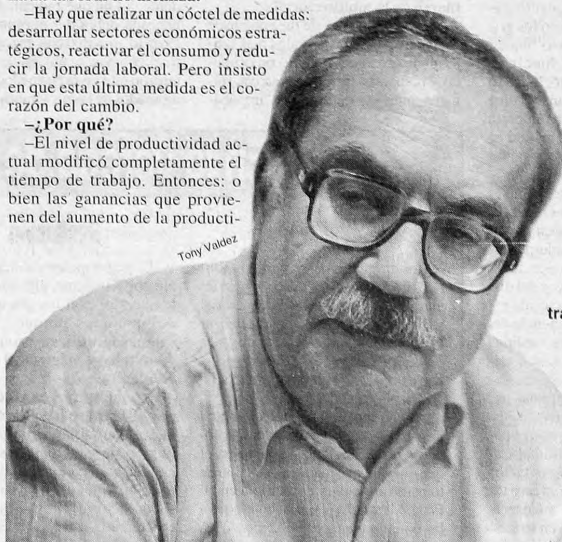 –Hay que realizar un cóctel de medidas:
desarrollar sectores económicos estra-
tégicos, reactivar el consumo y redu-
cir la jornada laboral. Pero insisto
en que esta última medida es el co-
razón del cambio.
–¿Por qué?
–El nivel de productividad ac-
tual modificó completamente el
tiempo de trabajo. Entonces: o
bien las ganancias que provie-
nen del aumento de la producti-
Tony Valdez
tra